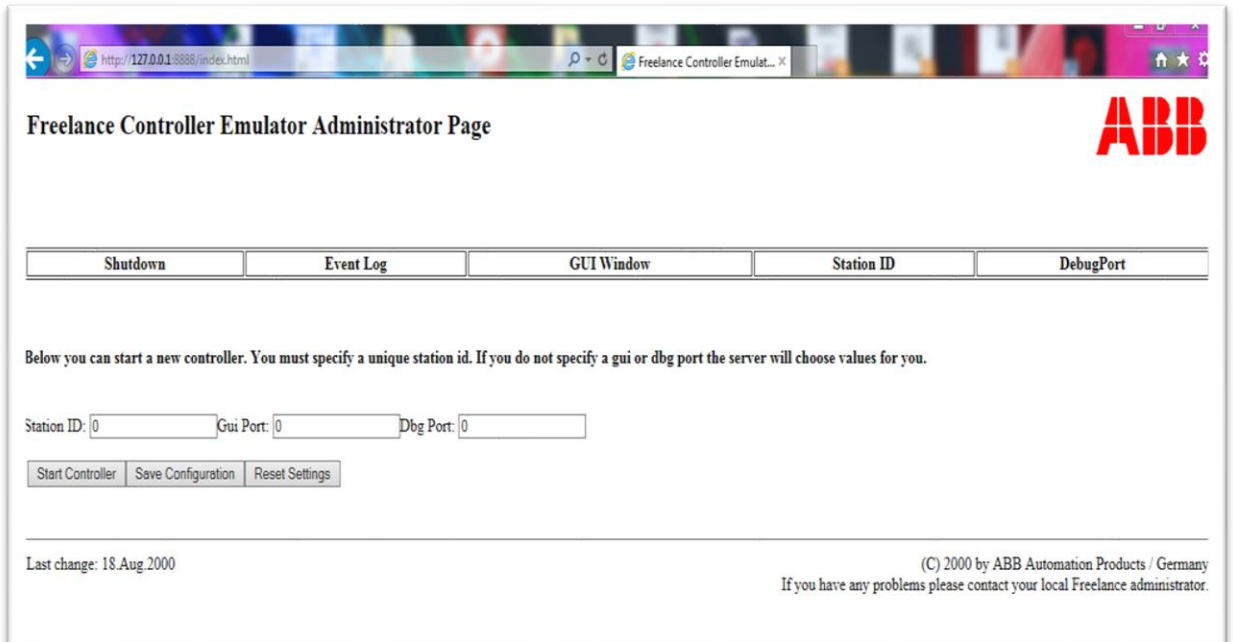 http://127.0.0.1:8888/index.html
Freelance Controller Emulat...
Freelance Controller Emulator Administrator Page
ABB
Shutdown Event Log GUI Window Station ID DebugPort
Below you can start a new controller. You must specify a unique station id. If you do not specify a gui or dbg port the server will choose values for you.
Station ID: 0 Gui Port: 0 Dbg Port: 0
Start Controller Save Configuration Reset Settings
Last change: 18.Aug.2000
(C) 2000 by ABB Automation Products / Germany
If you have any problems please contact your local Freelance administrator.